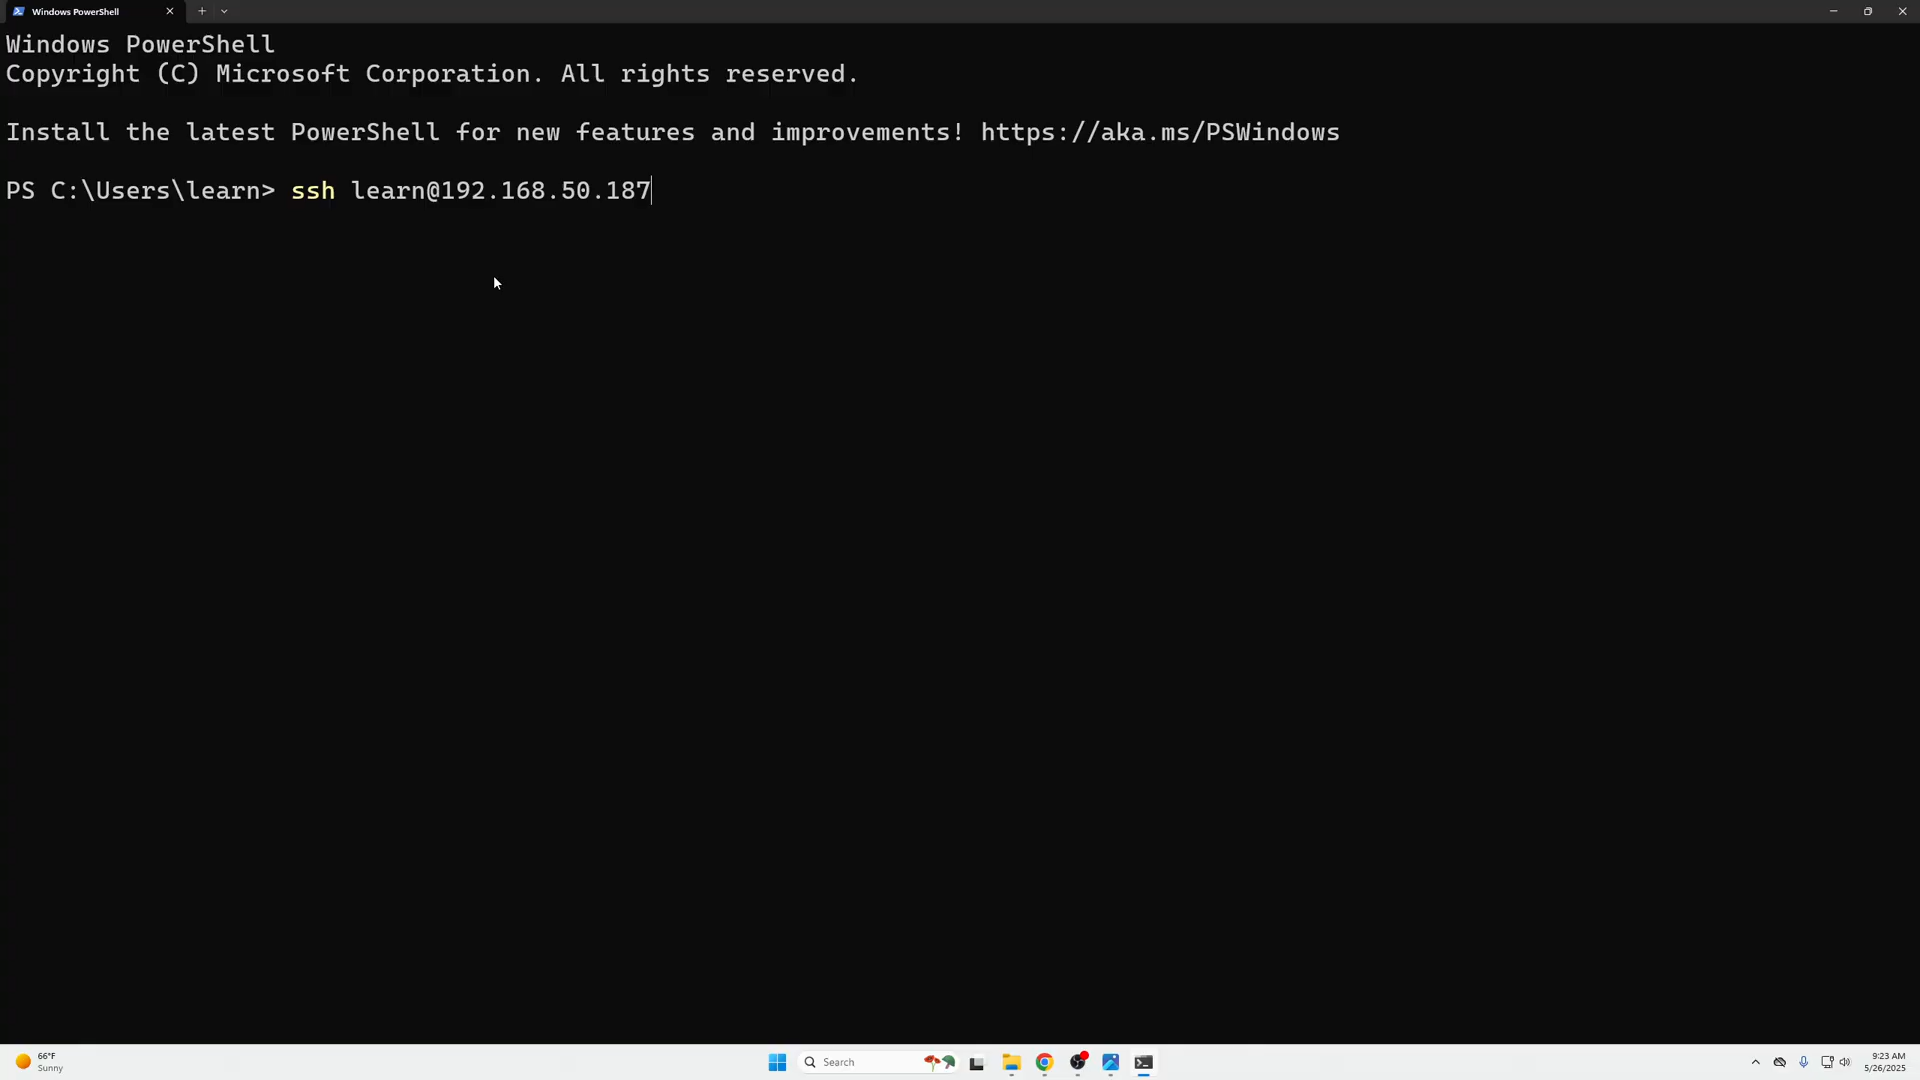 Windows PowerShell
Windows PowerShell
Copyright (C) Microsoft Corporation. All rights reserved.
Install the latest PowerShell for new features and improvements! https://aka.ms/PSWindows
PS C:\Users\learn> ssh learn@192.168.50.187
66°F
Sunny
Search
9:23 AM
5/26/2025